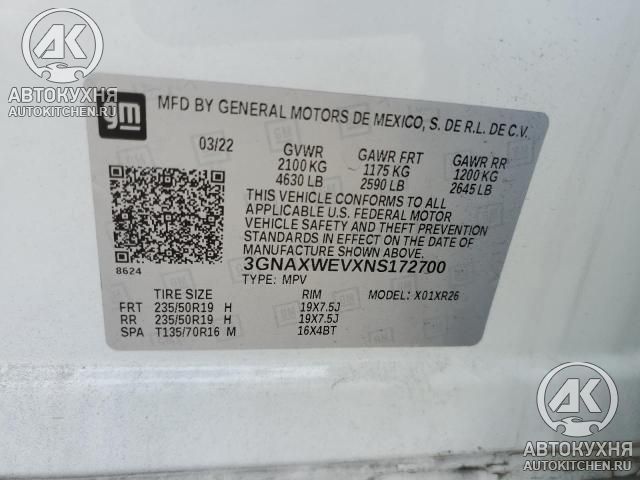 AK
АВТОКУХНЯ
AUTOKITCHEN.RU
gm
MFD BY GENERAL MOTORS DE MEXICO, S. DE R.L. DE C.V.
03/22 GVWR GAWR FRT GAWR RR
2100 KG 1175 KG 1200 KG
4630 LB 2590 LB 2645 LB
THIS VEHICLE CONFORMS TO ALL
APPLICABLE U.S. FEDERAL MOTOR
VEHICLE SAFETY AND THEFT
PREVENTION STANDARDS
IN EFFECT ON THE DATE OF
MANUFACTURE SHOWN ABOVE.
8624 3GNAXWEVXNS172700
TYPE: MPV MODEL: X01XR26
TIRE SIZE RIM
FRT 235/50R19 H 19X7.5J
RR 235/50R19 H 19X7.5J
SPA T135/70R16 M 16X4BT
AK
АВТОКУХНЯ
AUTOKITCHEN.RU